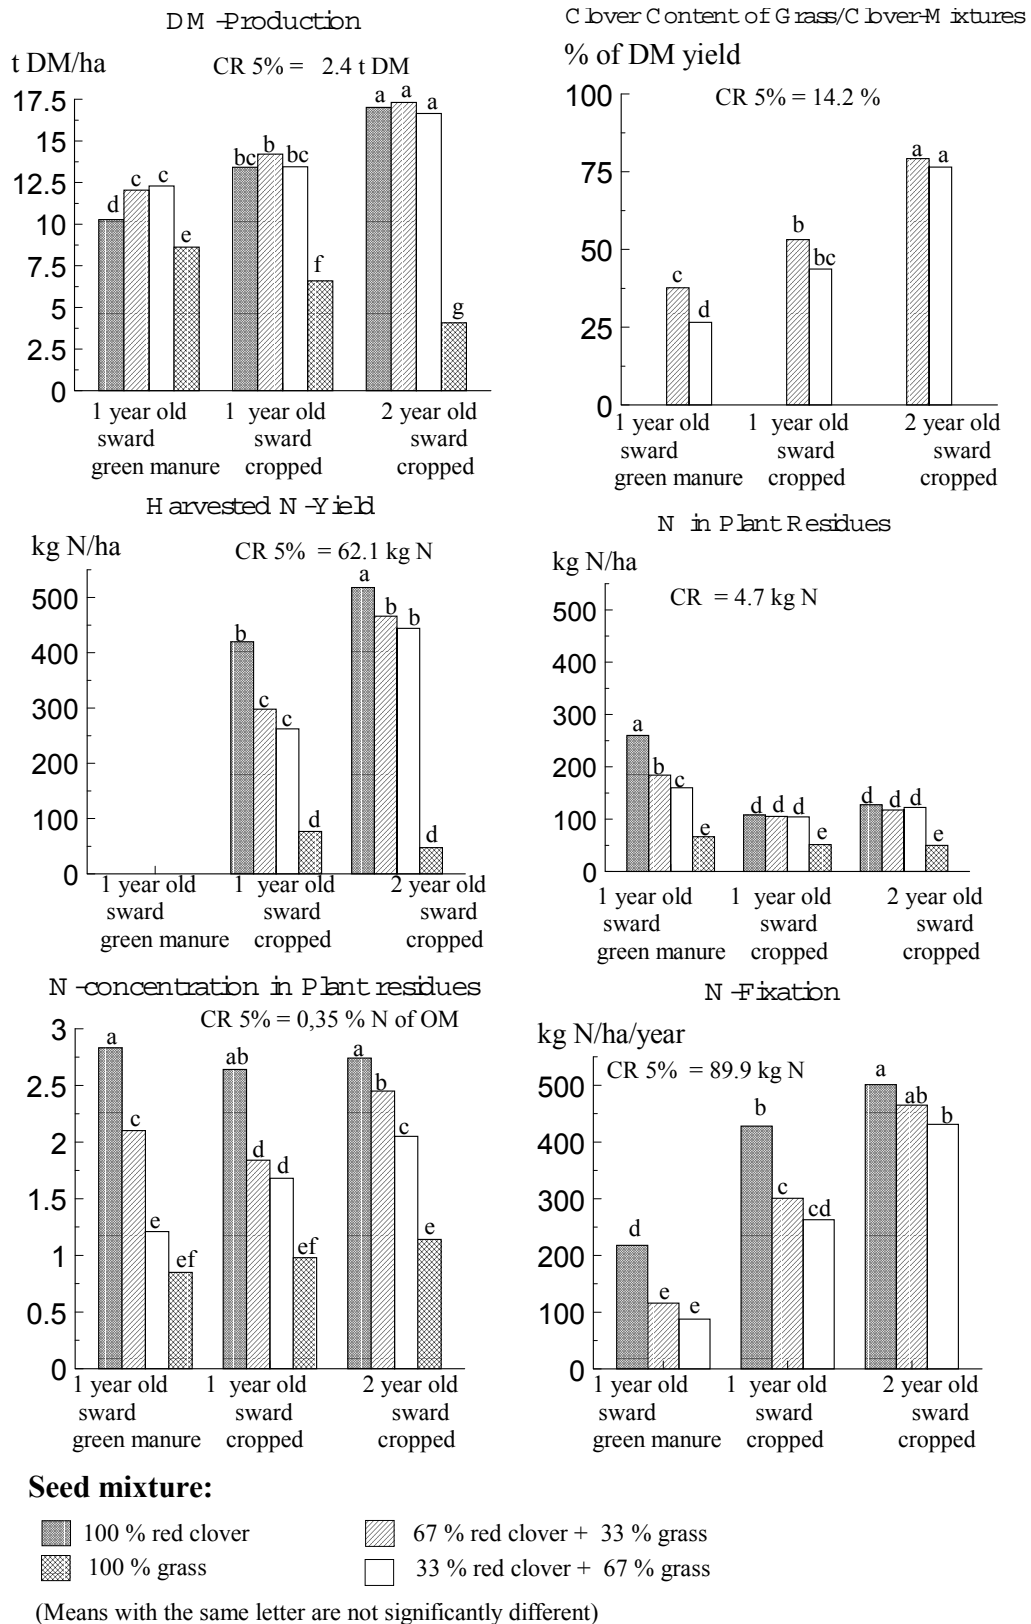 DM-Production
t DM/ha
CR 5% = 2.4 t DM
17.5
15
12.5
10
7.5
5
2.5
0
d c c e
bc b bc f
a a a g
1 year old sward green manure
1 year old sward cropped
2 year old sward cropped
Clover Content of Grass/Clover-Mixtures
% of DM yield
CR 5% = 14.2 %
100
75
50
25
0
c d
b bc
a a
1 year old sward green manure
1 year old sward cropped
2 year old sward cropped
Harvested N-Yield
kg N/ha
CR 5% = 62.1 kg N
500
400
300
200
100
0
b c c d
a b b d
1 year old sward green manure
1 year old sward cropped
2 year old sward cropped
N in Plant Residues
kg N/ha
CR = 4.7 kg N
500
400
300
200
100
0
a b c e
d d d e
d d d e
1 year old sward green manure
1 year old sward cropped
2 year old sward cropped
N-concentration in Plant residues
CR 5% = 0,35 % N of OM
3
2.5
2
1.5
1
0.5
0
a c e ef
ab d d ef
a b c e
1 year old sward green manure
1 year old sward cropped
2 year old sward cropped
N-Fixation
kg N/ha/year
CR 5% = 89.9 kg N
500
400
300
200
100
0
d e e
b c cd
a ab b
1 year old sward green manure
1 year old sward cropped
2 year old sward cropped
Seed mixture:
100 % red clover
67 % red clover + 33 % grass
100 % grass
33 % red clover + 67 % grass
(Means with the same letter are not significantly different)